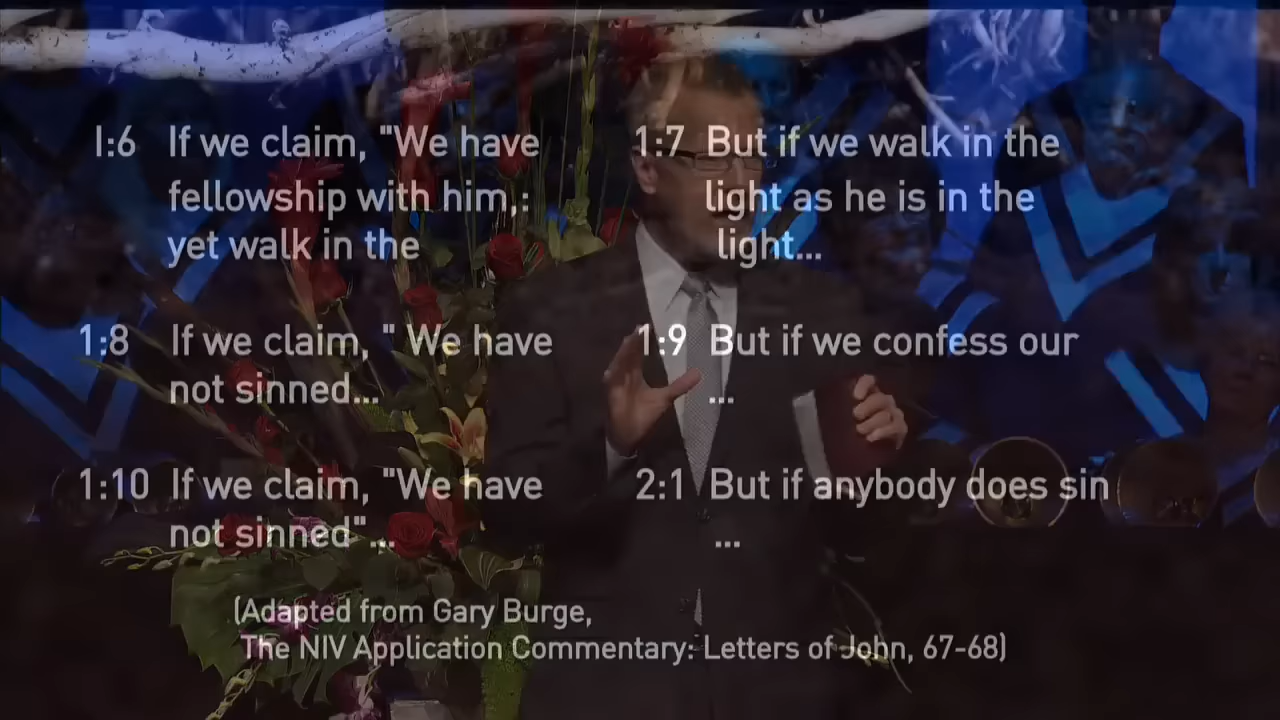 I:6 If we claim, "We have
fellowship with him,:
yet walk in the
1:7 But if we walk in the
light as he is in the
light...
1:8 If we claim, " We have
not sinned...
1:9 But if we confess our
...
1:10 If we claim, "We have
not sinned"...
2:1 But if anybody does sin
...
(Adapted from Gary Burge,
The NIV Application Commentary: Letters of John, 67-68)